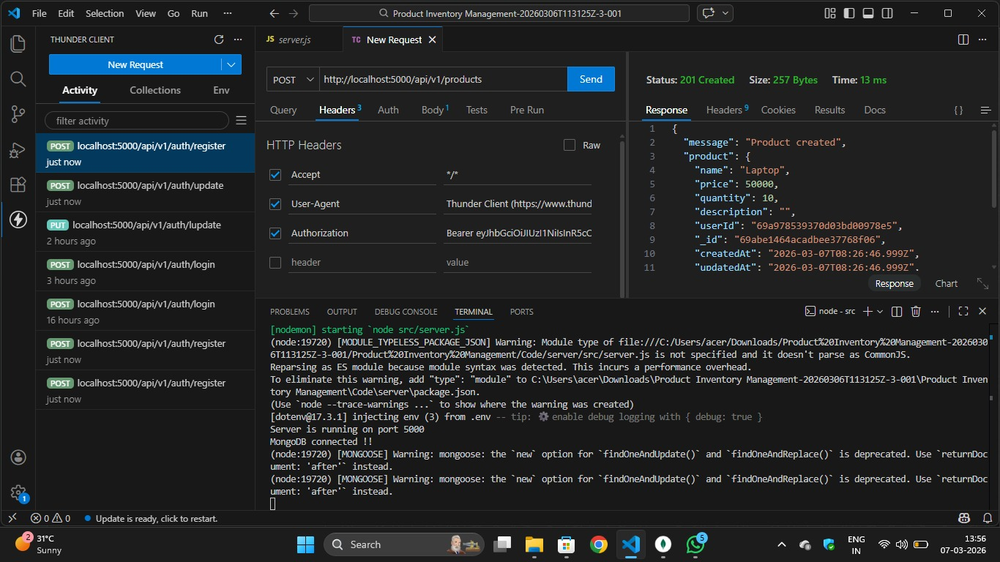 File Edit Selection View Go Run ···
Product Inventory Management-20260306T113125Z-3-001
THUNDER CLIENT
New Request
Activity Collections Env
filter activity
POST localhost:5000/api/v1/auth/register
just now
POST localhost:5000/api/v1/auth/update
just now
PUT localhost:5000/api/v1/auth/lupdate
2 hours ago
POST localhost:5000/api/v1/auth/login
3 hours ago
POST localhost:5000/api/v1/auth/login
16 hours ago
POST localhost:5000/api/v1/auth/register
just now
POST localhost:5000/api/v1/auth/register
just now
JS server.js
TC New Request
POST http://localhost:5000/api/v1/products Send
Query Headers 3 Auth Body 1 Tests Pre Run
HTTP Headers Raw
Accept */*
User-Agent Thunder Client (https://www.thund
Authorization Bearer eyJhbGciOiJIUzI1NiIsInR5cC
header value
Status: 201 Created Size: 257 Bytes Time: 13 ms
Response Headers 9 Cookies Results Docs {}
1 {
2 "message": "Product created",
3 "product": {
4 "name": "Laptop",
5 "price": 50000,
6 "quantity": 10,
7 "description": "",
8 "userId": "69a978539370d03bd00978e5",
9 "_id": "69abe1464acadbee37768f06",
10 "createdAt": "2026-03-07T08:26:46.999Z",
11 "updatedAt": "2026-03-07T08:26:46.999Z",
Response Chart
PROBLEMS OUTPUT DEBUG CONSOLE TERMINAL PORTS
node - src
[nodemon] starting `node src/server.js`
(node:19720) [MODULE_TYPELESS_PACKAGE_JSON] Warning: Module type of file:///C:/Users/acer/Downloads/Product%20Inventory%20Management-2026030
6T113125Z-3-001/Product%20Inventory%20Management/Code/server/src/server.js is not specified and it doesn't parse as CommonJS.
Reparsing as ES module because module syntax was detected. This incurs a performance overhead.
To eliminate this warning, add "type": "module" to C:\Users\acer\Downloads\Product Inventory Management-20260306T113125Z-3-001\Product Inven
tory Management\Code\server\package.json.
(Use `node --trace-warnings ...` to show where the warning was created)
[dotenv@17.3.1] injecting env (3) from .env -- tip: ⚙️ enable debug logging with { debug: true }
Server is running on port 5000
MongoDB connected !!
(node:19720) [MONGOOSE] Warning: mongoose: the `new` option for `findOneAndUpdate()` and `findOneAndReplace()` is deprecated. Use `returnDoc
ument: 'after'` instead.
(node:19720) [MONGOOSE] Warning: mongoose: the `new` option for `findOneAndUpdate()` and `findOneAndReplace()` is deprecated. Use `returnDoc
ument: 'after'` instead.
1
0 0 Update is ready, click to restart.
2
31°C
Sunny
Search
5
ENG
IN
13:56
07-03-2026